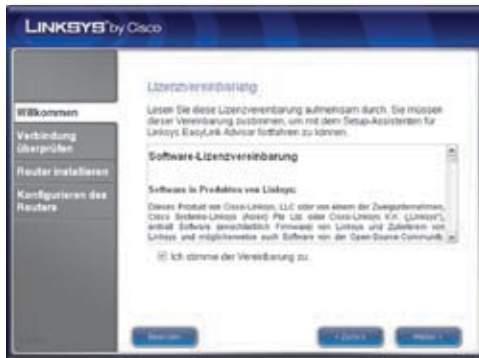 LINKSYS by Cisco
Lizenzvereinbarung
Willkommen
Lesen Sie diese Lizenzvereinbarung aufmerksam durch. Sie müssen
dieser Vereinbarung zustimmen, um mit dem Setup-Assistenten für
Linksys EasyLink Advisor fortfahren zu können.
Verbindung
überprüfen
Router installieren
Konfigurieren des
Routers
Software-Lizenzvereinbarung
Software in Produkten von Linksys:
Dieses Produkt von Cisco-Linksys, LLC oder von einem der Zweigunternehmen,
Cisco Systems-Linksys (Asia) Pte Ltd. oder Cisco-Linksys K.K. („Linksys"),
enthält Software (einschließlich Firmware) von Linksys und Zulieferern von
Linksys und möglicherweise auch Software von der Open-Source-Community.
Ich stimme der Vereinbarung zu.
Beenden
< Zurück
Weiter >